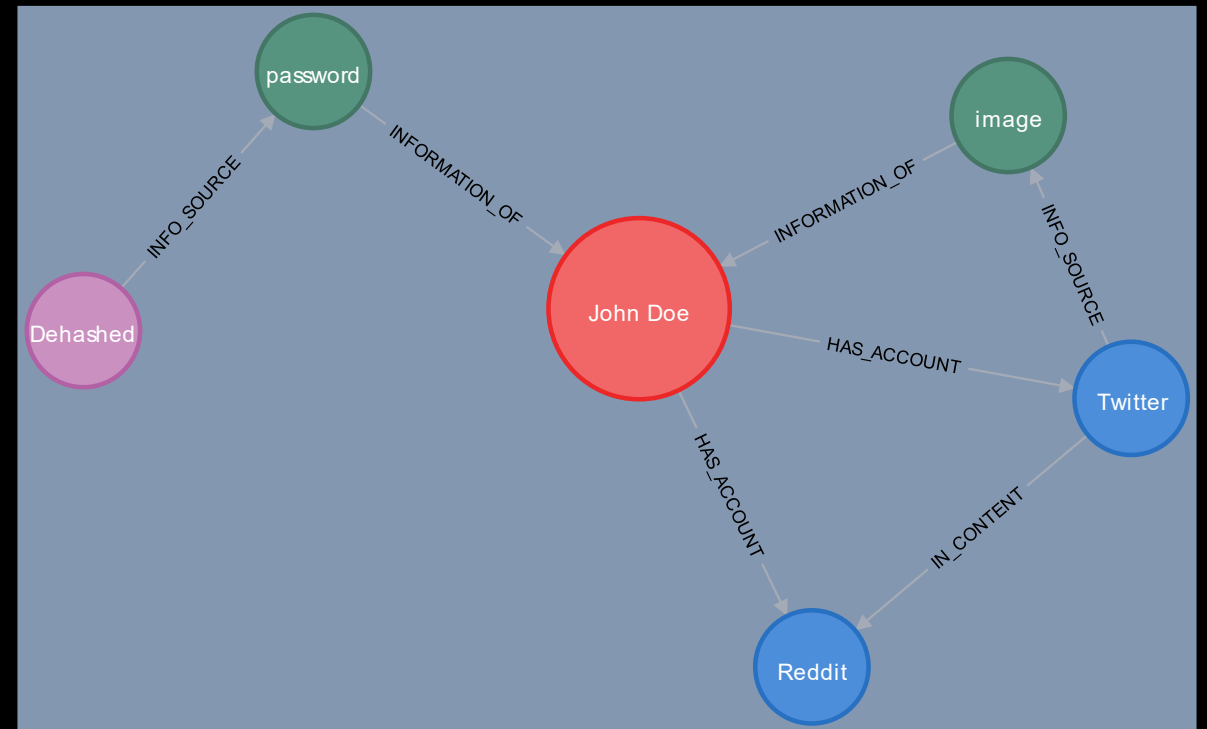 password
image
INFORMATION_OF
INFORMATION_OF
INFO_SOURCE
INFO_SOURCE
John Doe
Dehashed
HAS_ACCOUNT
Twitter
HAS_ACCOUNT
IN_CONTENT
Reddit